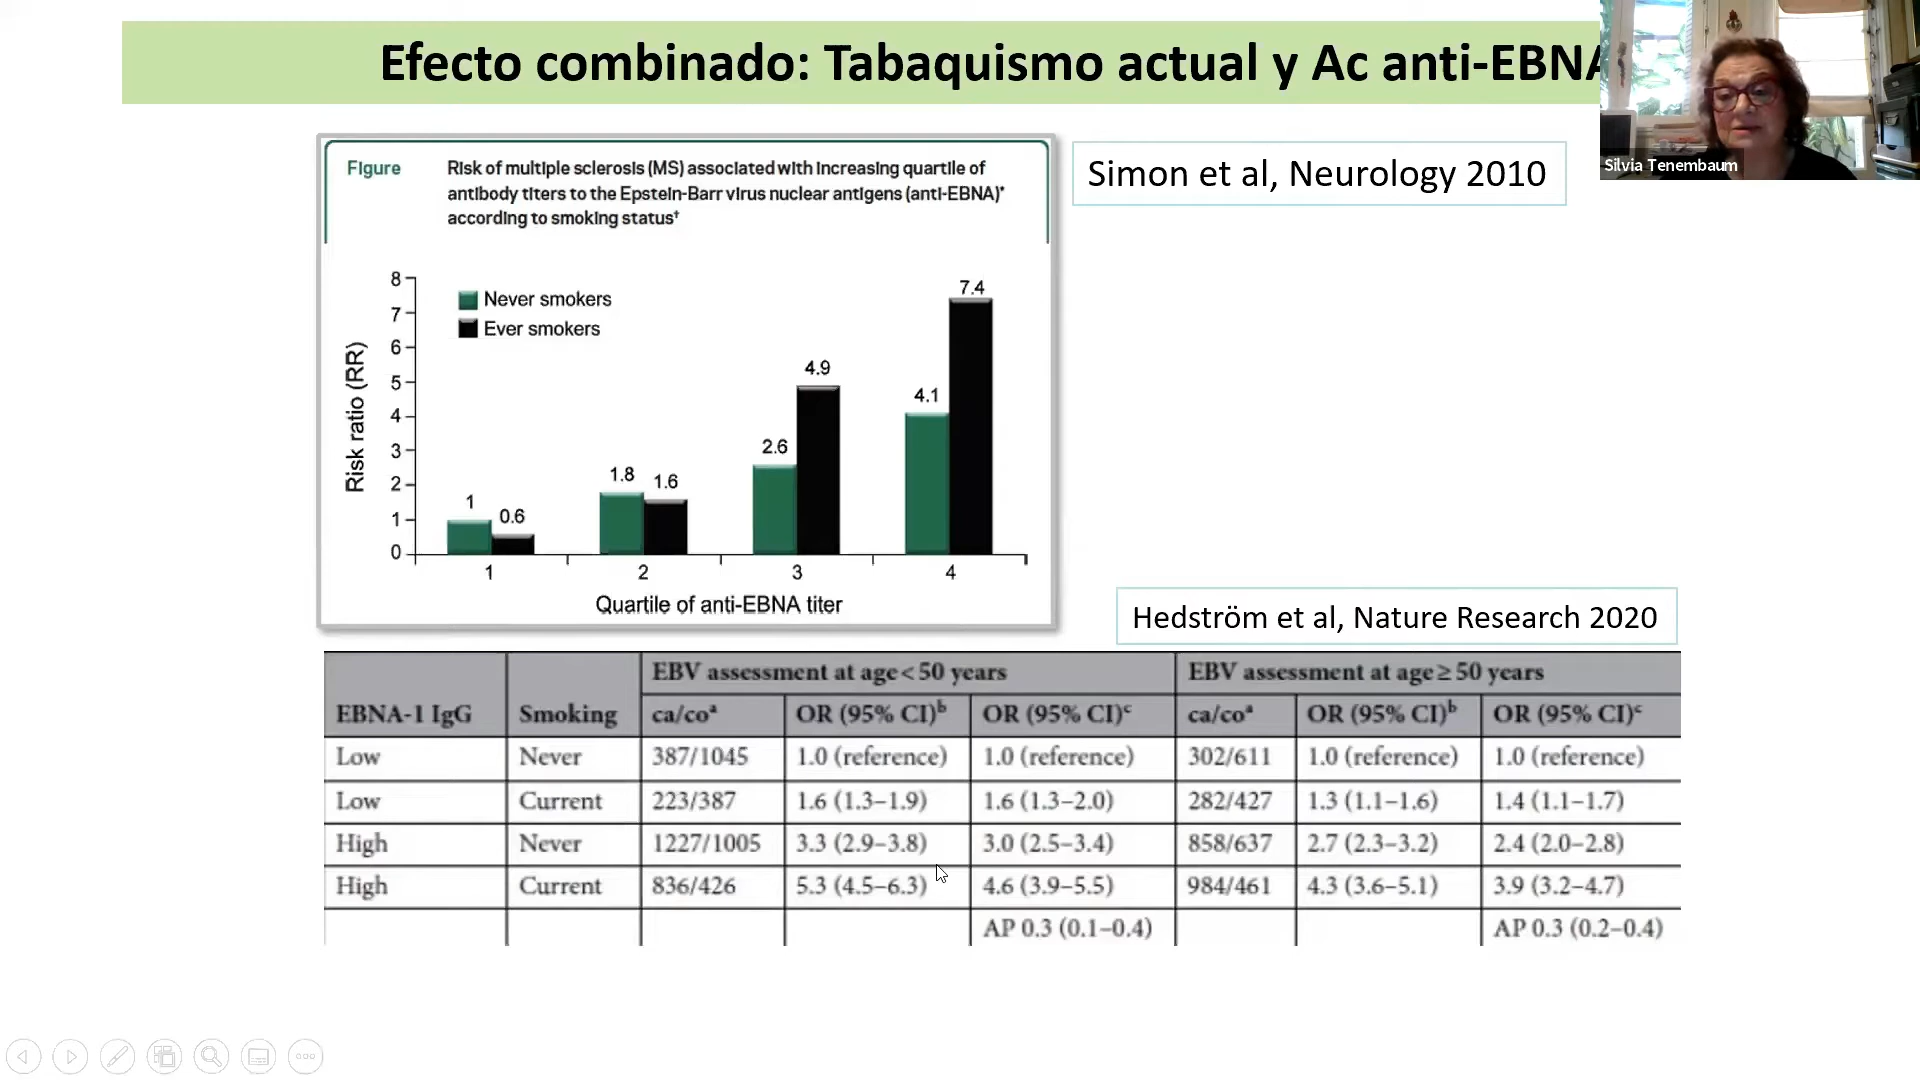 Efecto combinado: Tabaquismo actual y Ac anti-EBNA
Silvia Tenembaum
Figure Risk of multiple sclerosis (MS) associated with increasing quartile of
antibody titers to the Epstein-Barr virus nuclear antigens (anti-EBNA)*
according to smoking status†
Simon et al, Neurology 2010
Never smokers
Ever smokers
Risk ratio (RR)
8
7
6
5
4
3
2
1
0
1 0.6
1.8 1.6
2.6 4.9
4.1 7.4
1 2 3 4
Quartile of anti-EBNA titer
Hedström et al, Nature Research 2020
EBV assessment at age<50 years EBV assessment at age≥50 years
EBNA-1 IgG Smoking ca/coᵃ OR (95% CI)ᵇ OR (95% CI)ᶜ ca/coᵃ OR (95% CI)ᵇ OR (95% CI)ᶜ
Low Never 387/1045 1.0 (reference) 1.0 (reference) 302/611 1.0 (reference) 1.0 (reference)
Low Current 223/387 1.6 (1.3–1.9) 1.6 (1.3–2.0) 282/427 1.3 (1.1–1.6) 1.4 (1.1–1.7)
High Never 1227/1005 3.3 (2.9–3.8) 3.0 (2.5–3.4) 858/637 2.7 (2.3–3.2) 2.4 (2.0–2.8)
High Current 836/426 5.3 (4.5–6.3) 4.6 (3.9–5.5) 984/461 4.3 (3.6–5.1) 3.9 (3.2–4.7)
AP 0.3 (0.1–0.4) AP 0.3 (0.2–0.4)